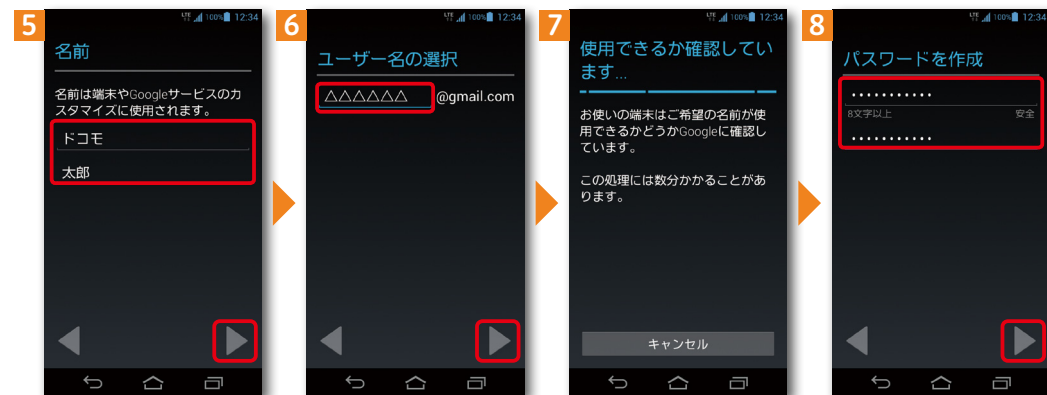 5
LTE 100% 12:34
名前
名前は端末やGoogleサービスのカ
スタマイズに使用されます。
ドコモ
太郎
6
LTE 100% 12:34
ユーザー名の選択
△△△△△△ @gmail.com
7
LTE 100% 12:34
使用できるか確認してい
ます...
お使いの端末はご希望の名前が使
用できるかどうかGoogleに確認し
ています。
この処理には数分かかることがあ
ります。
キャンセル
8
LTE 100% 12:34
パスワードを作成
•••••••••••
8文字以上 安全
•••••••••••